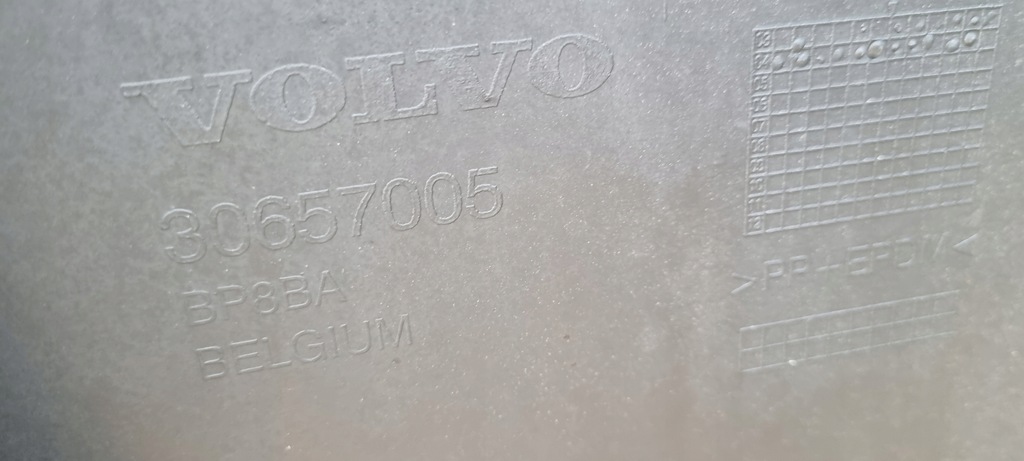 VOLVO
30657005
BP8BA
BELGIUM
>PP+EPDM<